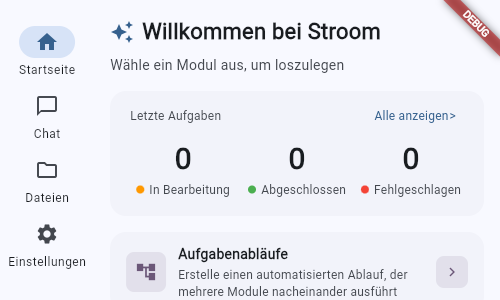 DEBUG
Willkommen bei Stroom
Wähle ein Modul aus, um loszulegen
Startseite
Chat
Dateien
Einstellungen
Letzte Aufgaben
Alle anzeigen>
0
0
0
In Bearbeitung
Abgeschlossen
Fehlgeschlagen
Aufgabenabläufe
Erstelle einen automatisierten Ablauf, der
mehrere Module nacheinander ausführt